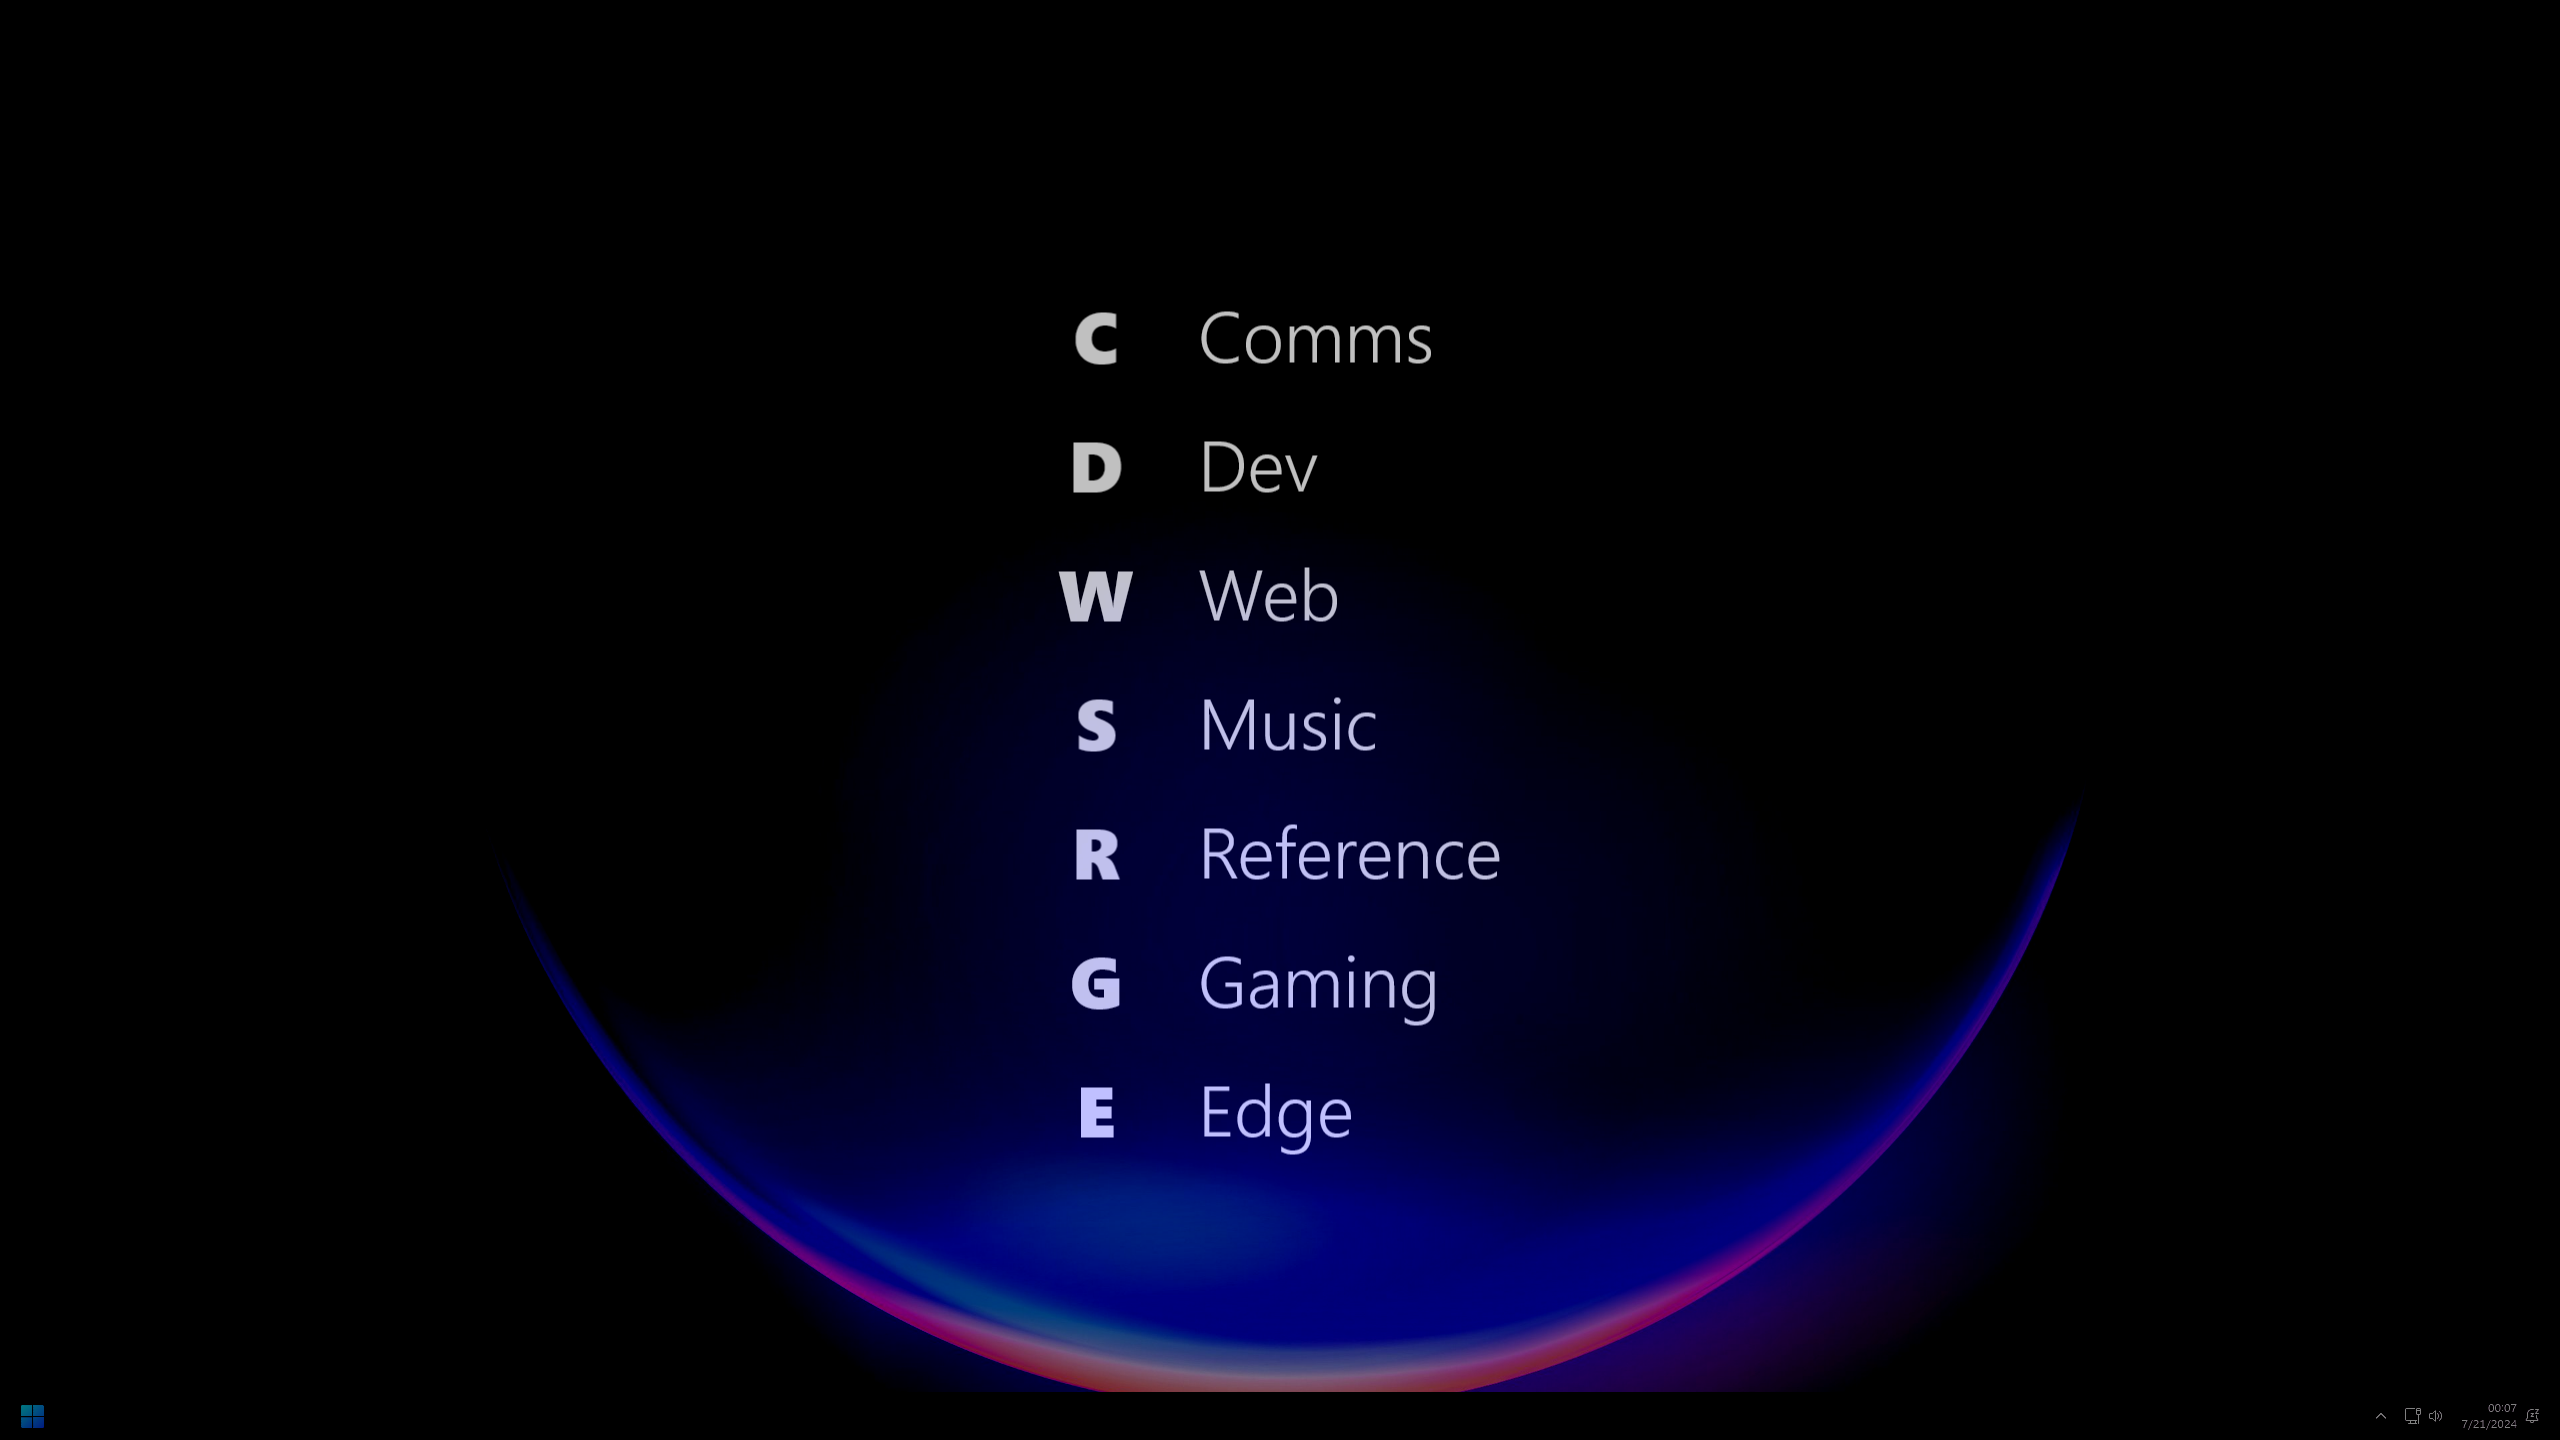 C Comms
D Dev
W Web
S Music
R Reference
G Gaming
E Edge
00:07
7/21/2024